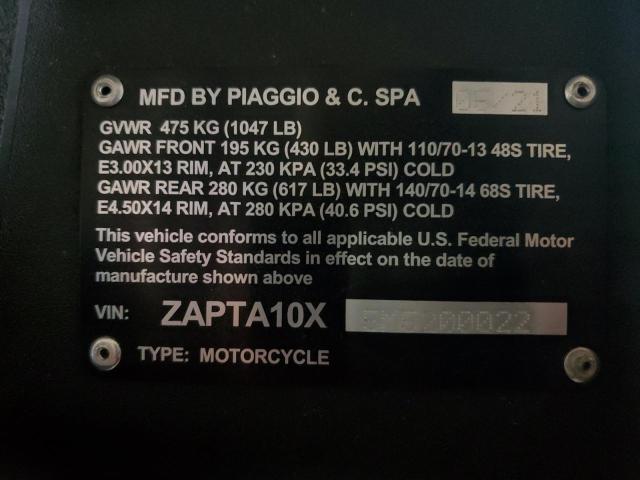 MFD BY PIAGGIO & C. SPA
GVWR 475 KG (1047 LB)
GAWR FRONT 195 KG (430 LB) WITH 110/70-13 48S TIRE,
E3.00X13 RIM, AT 230 KPA (33.4 PSI) COLD
GAWR REAR 280 KG (617 LB) WITH 140/70-14 68S TIRE,
E4.50X14 RIM, AT 280 KPA (40.6 PSI) COLD
This vehicle conforms to all applicable U.S. Federal Motor
Vehicle Safety Standards in effect on the date of
manufacture shown above
VIN: ZAPTA10X
TYPE: MOTORCYCLE